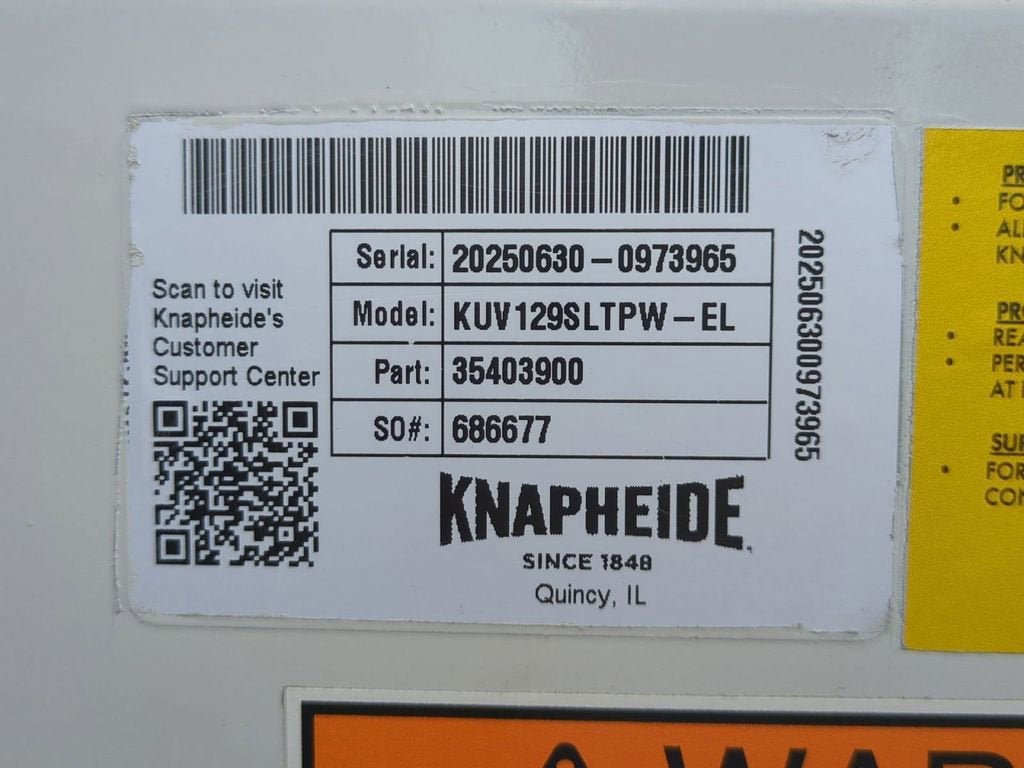 Serial: 20250630-0973965
Model: KUV129SLTPW-EL
Part: 35403900
SO#: 686677
202506300973965
Scan to visit
Knapheide's
Customer
Support Center
KNAPHEIDE
SINCE 1848
Quincy, IL